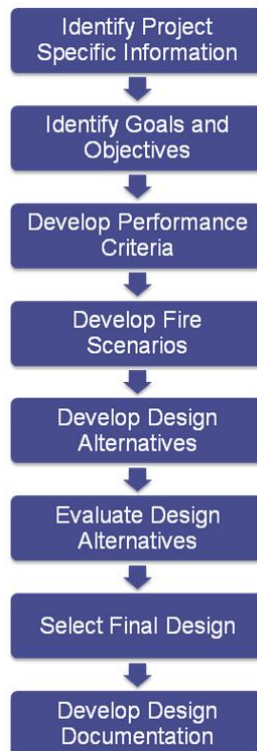 Identify Project
Specific Information
Identify Goals and
Objectives
Develop Performance
Criteria
Develop Fire
Scenarios
Develop Design
Alternatives
Evaluate Design
Alternatives
Select Final Design
Develop Design
Documentation